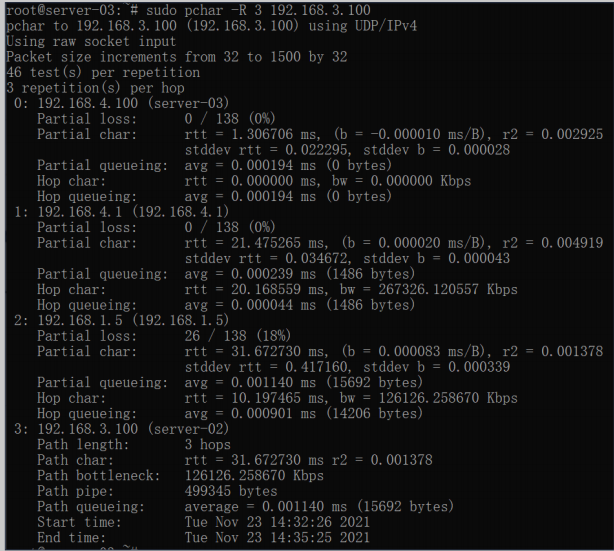 root@server-03:~# sudo pchar -R 3 192.168.3.100
pchar to 192.168.3.100 (192.168.3.100) using UDP/IPv4
Using raw socket input
Packet size increments from 32 to 1500 by 32
46 test(s) per repetition
3 repetition(s) per hop
0: 192.168.4.100 (server-03)
Partial loss: 0 / 138 (0%)
Partial char: rtt = 1.306706 ms, (b = -0.000010 ms/B), r2 = 0.002925
stddev rtt = 0.022295, stddev b = 0.000028
Partial queueing: avg = 0.000194 ms (0 bytes)
Hop char: rtt = 0.000000 ms, bw = 0.000000 Kbps
Hop queueing: avg = 0.000194 ms (0 bytes)
1: 192.168.4.1 (192.168.4.1)
Partial loss: 0 / 138 (0%)
Partial char: rtt = 21.475265 ms, (b = 0.000020 ms/B), r2 = 0.004919
stddev rtt = 0.034672, stddev b = 0.000043
Partial queueing: avg = 0.000239 ms (1486 bytes)
Hop char: rtt = 20.168559 ms, bw = 267326.120557 Kbps
Hop queueing: avg = 0.000044 ms (1486 bytes)
2: 192.168.1.5 (192.168.1.5)
Partial loss: 26 / 138 (18%)
Partial char: rtt = 31.672730 ms, (b = 0.000083 ms/B), r2 = 0.001378
stddev rtt = 0.417160, stddev b = 0.000339
Partial queueing: avg = 0.001140 ms (15692 bytes)
Hop char: rtt = 10.197465 ms, bw = 126126.258670 Kbps
Hop queueing: avg = 0.000901 ms (14206 bytes)
3: 192.168.3.100 (server-02)
Path length: 3 hops
Path char: rtt = 31.672730 ms r2 = 0.001378
Path bottleneck: 126126.258670 Kbps
Path pipe: 499345 bytes
Path queueing: average = 0.001140 ms (15692 bytes)
Start time: Tue Nov 23 14:32:26 2021
End time: Tue Nov 23 14:35:25 2021